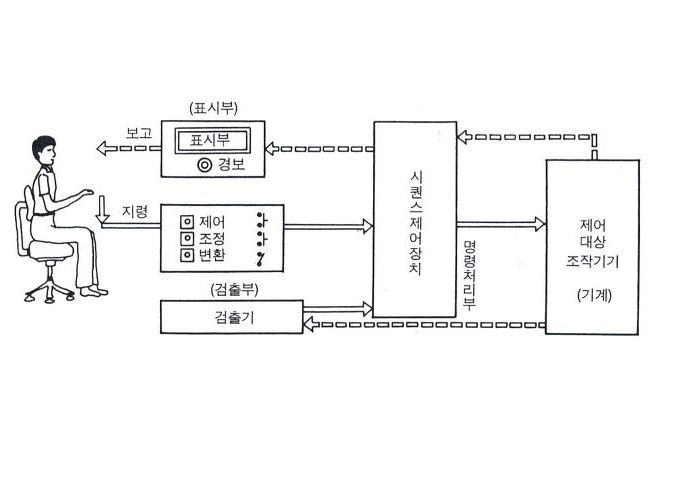 (표시부)
보고
표시부
경보
지령
제어
조정
변환
(검출부)
검출기
시퀀스제어장치
명령처리부
제어
대상
조작기기
(기계)